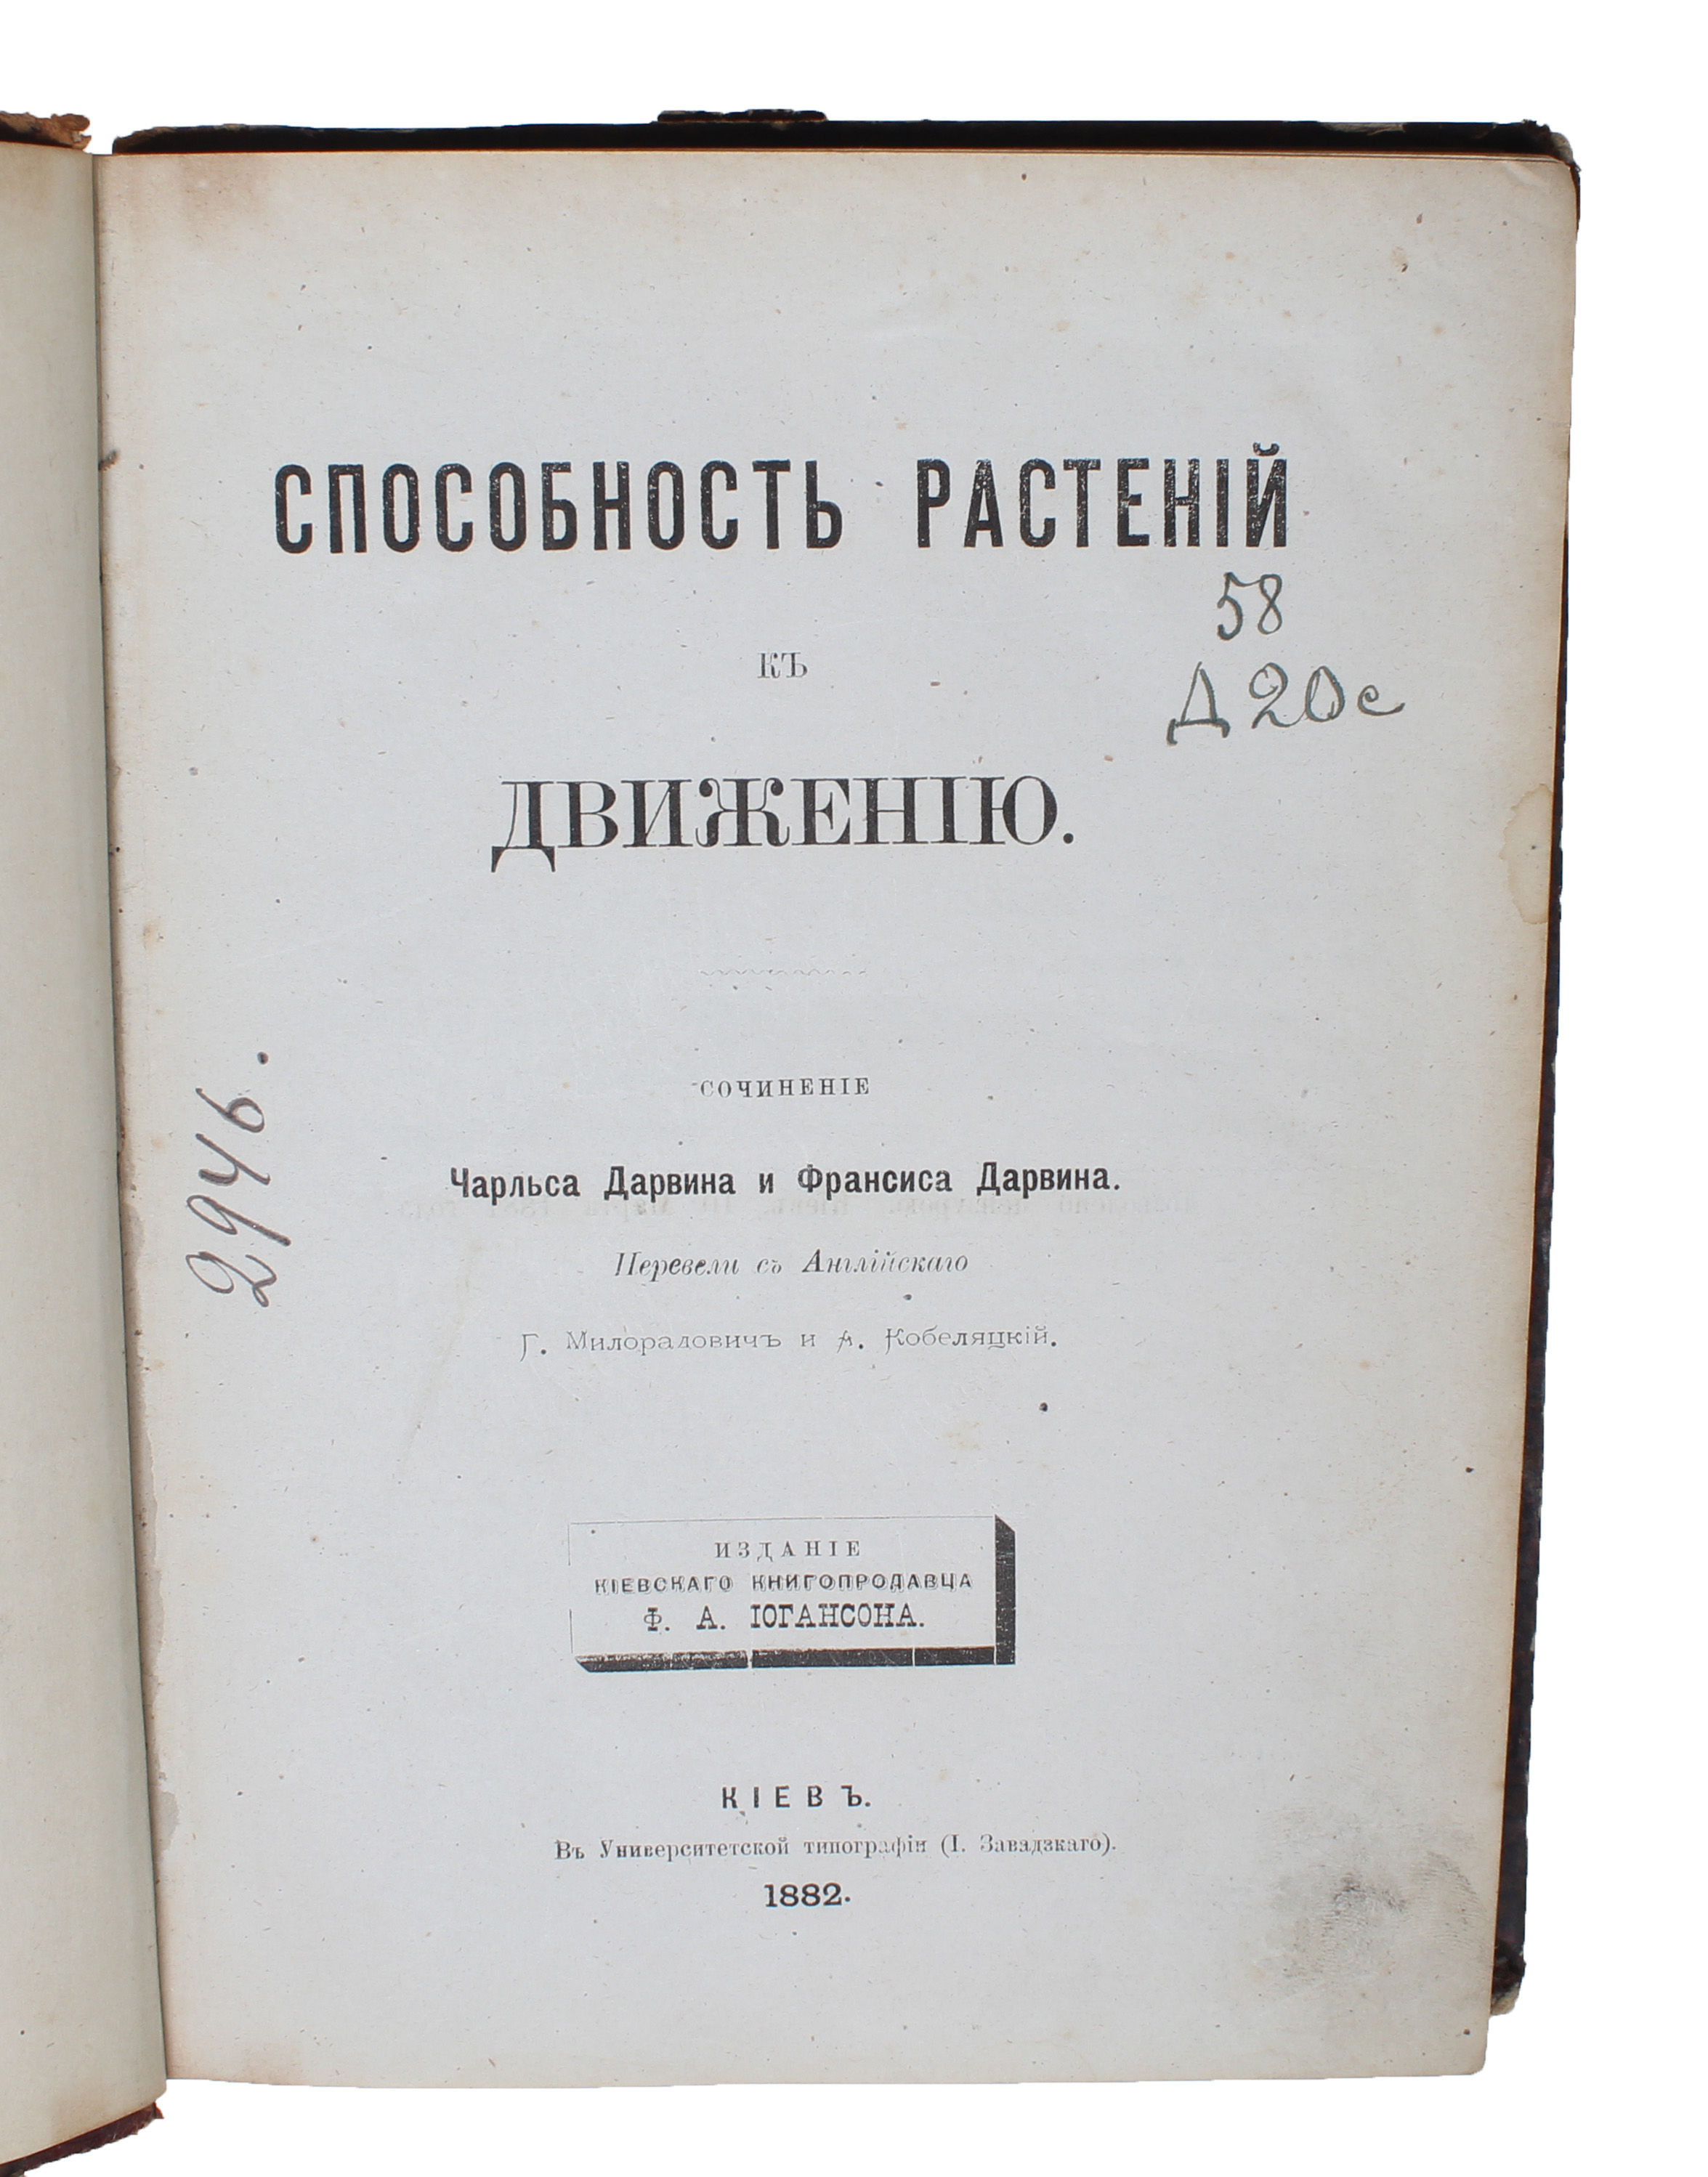 СПОСОБНОСТЬ РАСТЕНІЙ
58
КЪ
Д20с
ДВИЖЕНІЮ.
СОЧИНЕНІЕ
Чарльса Дарвина и Франсиса Дарвина.
Перевели съ Англійскаго
Г. Милорадовичъ и А. Кобеляцкій.
2946.
ИЗДАНІЕ
КІЕВСКАГО КНИГОПРОДАВЦА
Ф. А. ІОГАНСОНА.
КІЕВЪ.
Въ Университетской типографіи (І. Завадзкаго).
1882.